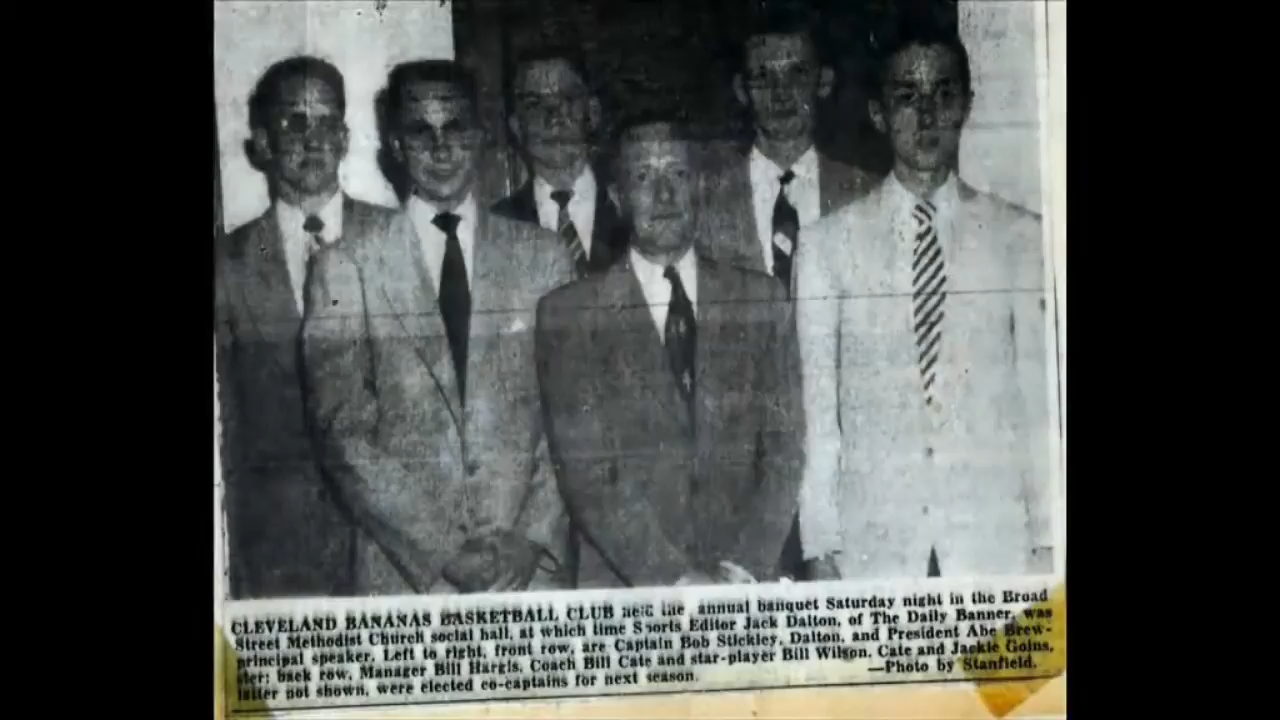 CLEVELAND BANANAS BASKETBALL CLUB held the annual banquet Saturday night in the Broad
Street Methodist Church social hall, at which time Sports Editor Jack Dalton, of The Daily Banner, was
principal speaker. Left to right, front row, are Captain Bob Stickley, Dalton, and President Abe Brew-
ster; back row, Manager Bill Hargis, Coach Bill Cate and star-player Bill Wilson. Cate and Jackie Goins,
latter not shown, were elected co-captains for next season.
—Photo by Stanfield.